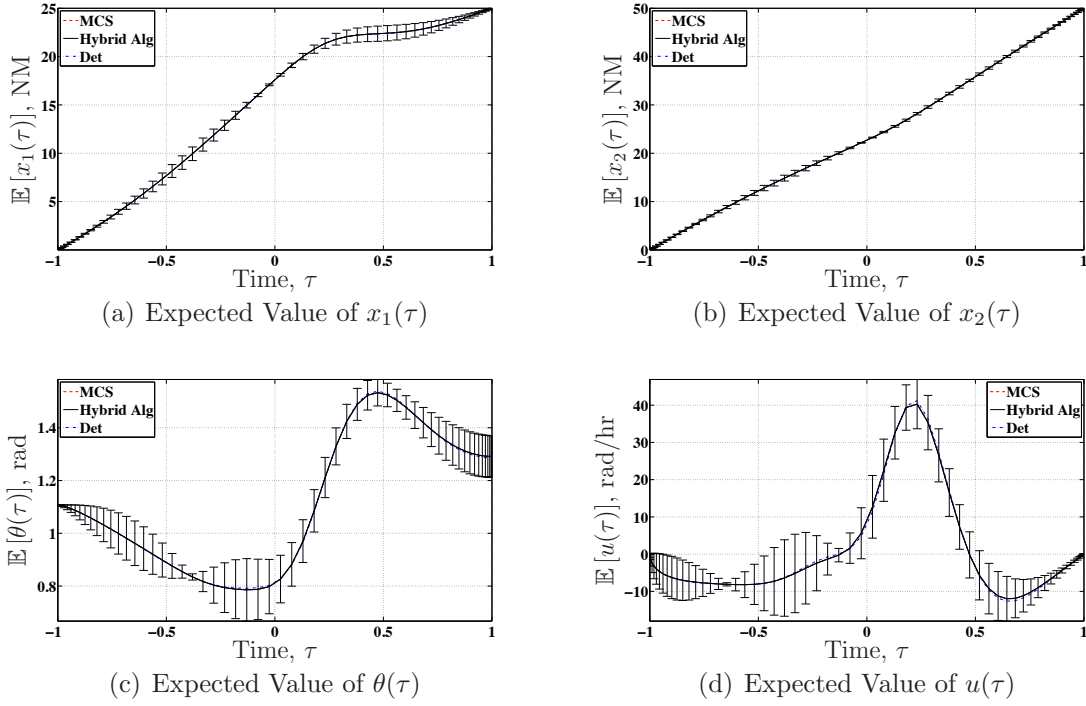 25
20
15
10
5
𝔼[x₁(τ)], NM
MCS
Hybrid Alg
Det
−1 −0.5 0 0.5 1
Time, τ
(a) Expected Value of x₁(τ)
50
40
30
20
10
0
𝔼[x₂(τ)], NM
MCS
Hybrid Alg
Det
−1 −0.5 0 0.5 1
Time, τ
(b) Expected Value of x₂(τ)
1.4
1.2
1
0.8
𝔼[θ(τ)], rad
MCS
Hybrid Alg
Det
−1 −0.5 0 0.5 1
Time, τ
(c) Expected Value of θ(τ)
40
30
20
10
0
−10
𝔼[u(τ)], rad/hr
MCS
Hybrid Alg
Det
−1 −0.5 0 0.5 1
Time, τ
(d) Expected Value of u(τ)